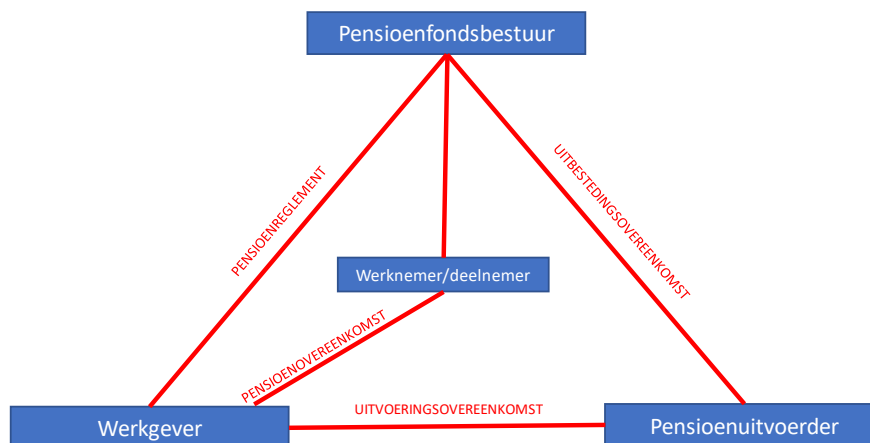 Pensioenfondsbestuur
PENSIOENREGLEMENT
UITBESTEDINGSOVEREENKOMST
Werknemer/deelnemer
PENSIOENOVEREENKOMST
UITVOERINGSOVEREENKOMST
Werkgever
Pensioenuitvoerder